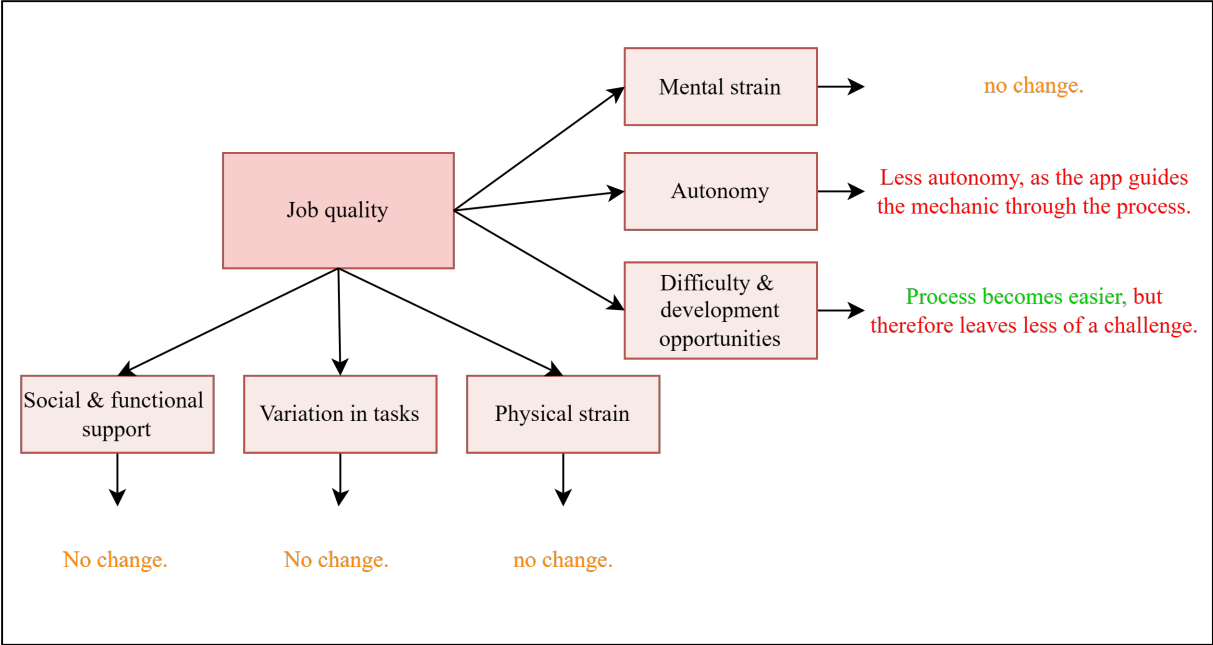 Mental strain
no change.
Job quality
Autonomy
Less autonomy, as the app guides
the mechanic through the process.
Difficulty &
development
opportunities
Process becomes easier, but
therefore leaves less of a challenge.
Social & functional
support
Variation in tasks
Physical strain
No change.
No change.
no change.